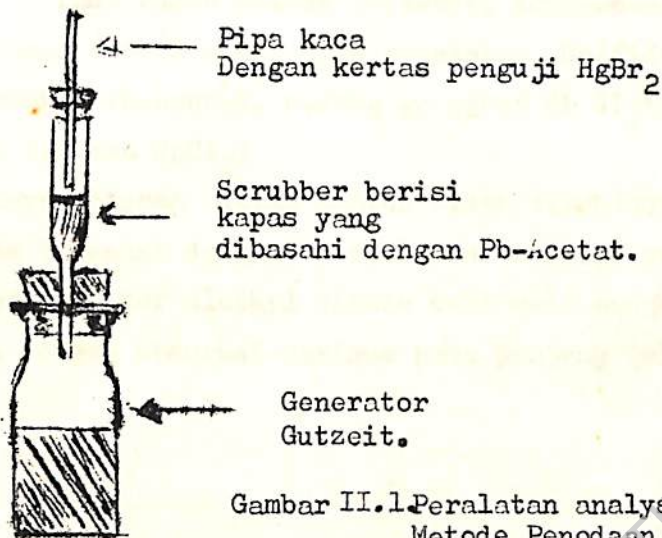 Pipa kaca
Dengan kertas penguji HgBr2
Scrubber berisi
kapas yang
dibasahi dengan Pb-Acetat.
Generator
Gutzeit.
Gambar II.1.Peralatan analys
Metode Penodaan